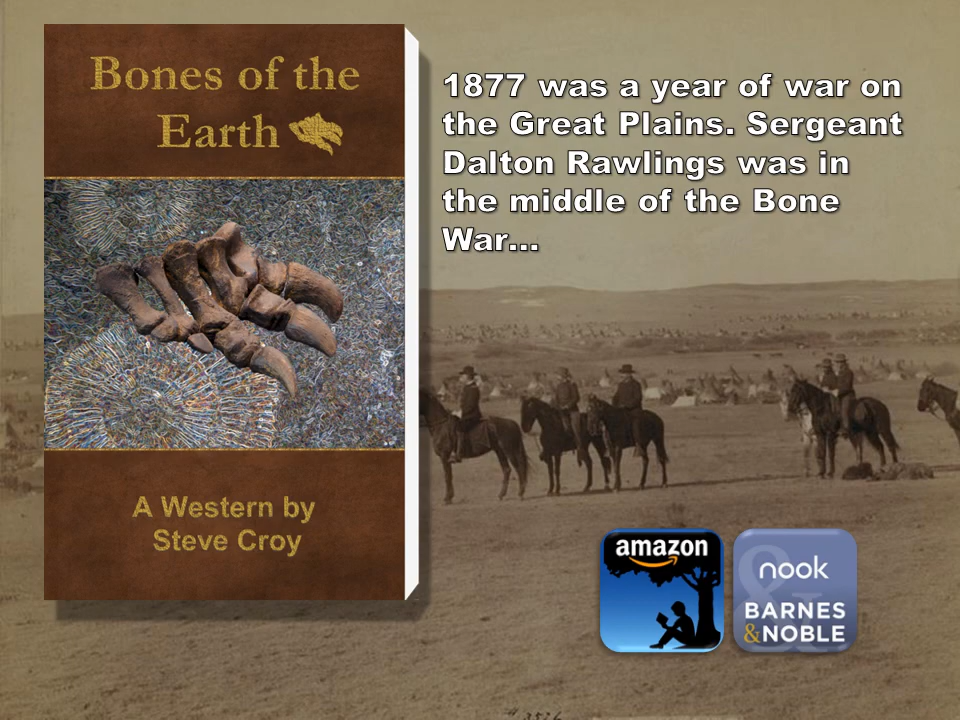 Bones of the
Earth
A Western by
Steve Croy
1877 was a year of war on
the Great Plains. Sergeant
Dalton Rawlings was in
the middle of the Bone
War...
amazon
nook
BARNES
&NOBLE